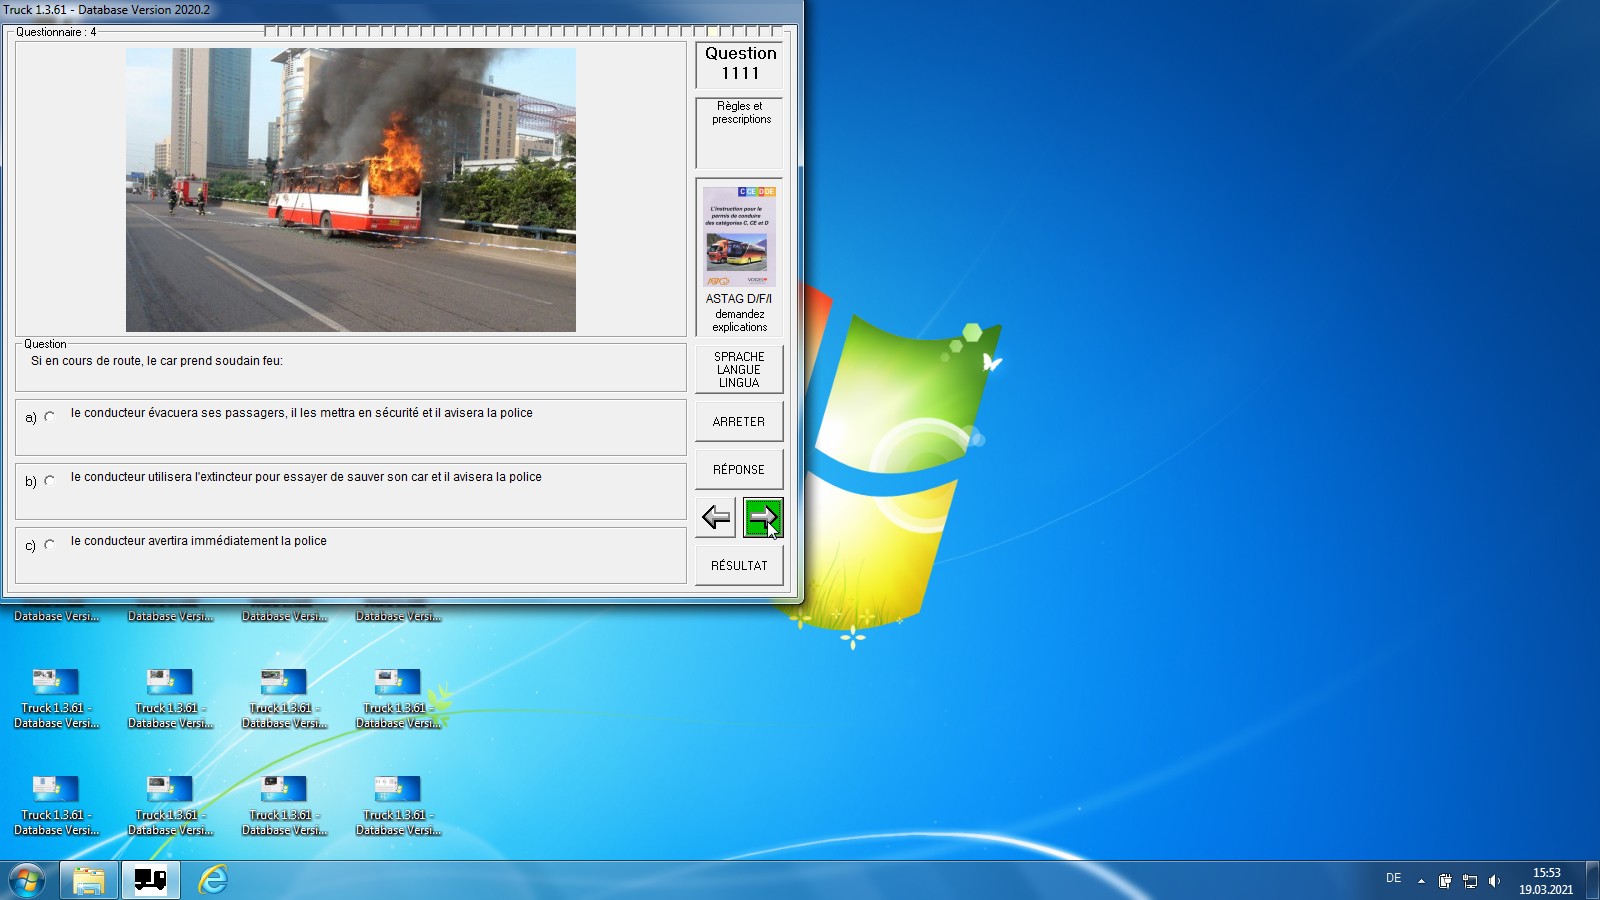 Truck 1.3.61 - Database Version 2020.2
Questionnaire : 4
Question
1111
Règles et
prescriptions
C CE D DE
L'instruction pour le
permis de conduire
des catégories C, CE et D
ASTAG D/F/I
demandez
explications
Question
Si en cours de route, le car prend soudain feu:
SPRACHE
LANGUE
LINGUA
a) le conducteur évacuera ses passagers, il les mettra en sécurité et il avisera la police
ARRETER
b) le conducteur utilisera l'extincteur pour essayer de sauver son car et il avisera la police
RÉPONSE
c) le conducteur avertira immédiatement la police
RÉSULTAT
Database Versi... Database Versi... Database Versi... Database Versi...
Truck 1.3.61 - Truck 1.3.61 - Truck 1.3.61 - Truck 1.3.61 -
Database Versi... Database Versi... Database Versi... Database Versi...
Truck 1.3.61 - Truck 1.3.61 - Truck 1.3.61 - Truck 1.3.61 -
Database Versi... Database Versi... Database Versi... Database Versi...
DE
15:53
19.03.2021